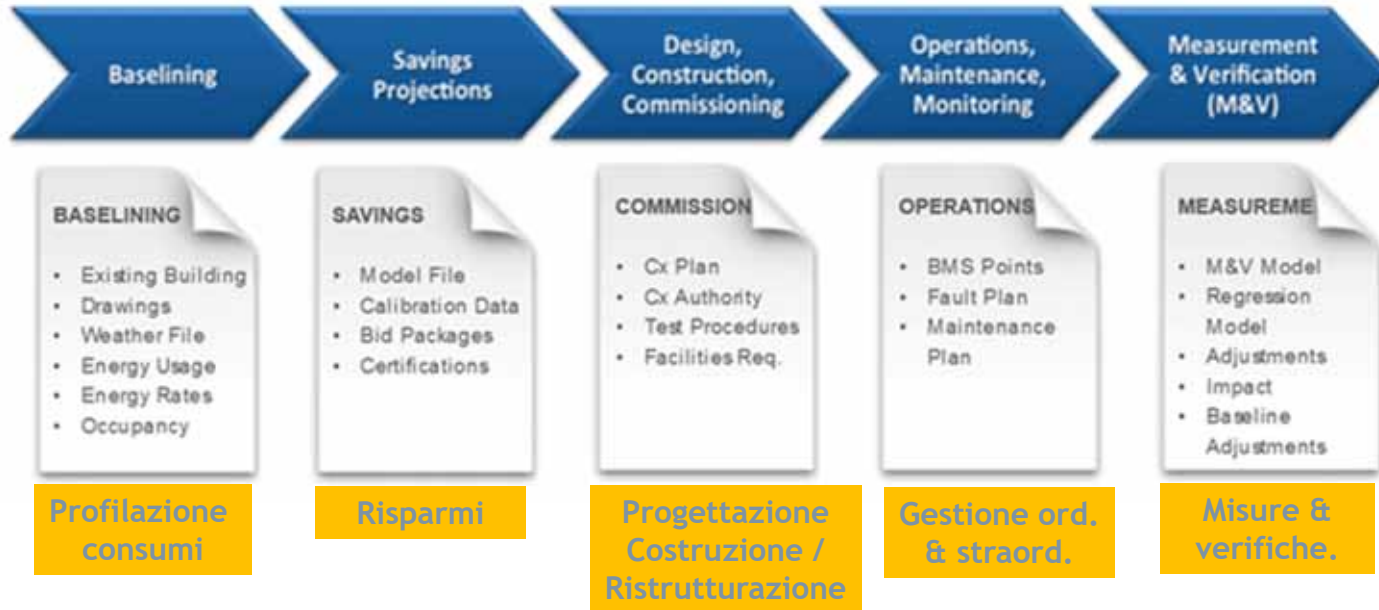 Baselining
Savings
Projections
Design,
Construction,
Commissioning
Operations,
Maintenance,
Monitoring
Measurement
& Verification
(M&V)
BASELINING
• Existing Building
• Drawings
• Weather File
• Energy Usage
• Energy Rates
• Occupancy
SAVINGS
• Model File
• Calibration Data
• Bid Packages
• Certifications
COMMISSION
• Cx Plan
• Cx Authority
• Test Procedures
• Facilities Req.
OPERATIONS
• BMS Points
• Fault Plan
• Maintenance
Plan
MEASUREME
• M&V Model
• Regression
Model
• Adjustments
• Impact
• Baseline
Adjustments
Profilazione
consumi
Risparmi
Progettazione
Costruzione /
Ristrutturazione
Gestione ord.
& straord.
Misure &
verifiche.